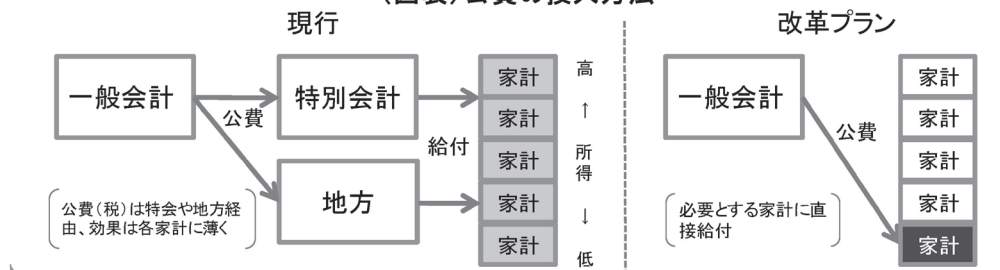 (図表)公費の投入方法
現行
改革プラン
一般会計
公費
特別会計
地方
給付
家計
家計
家計
家計
家計
高
↑
所
得
↓
低
公費(税)は特会や地方経
由、効果は各家計に薄く
一般会計
公費
家計
家計
家計
家計
家計
必要とする家計に直
接給付